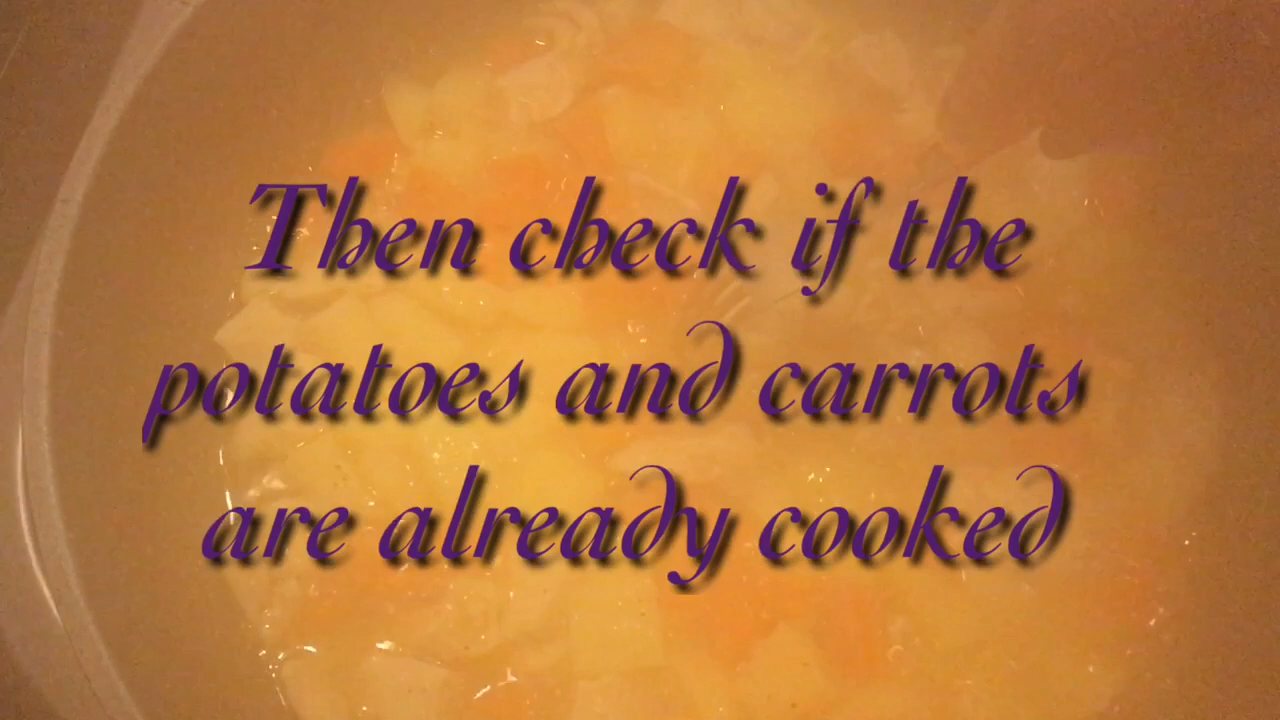 Then check if the
potatoes and carrots
are already cooked